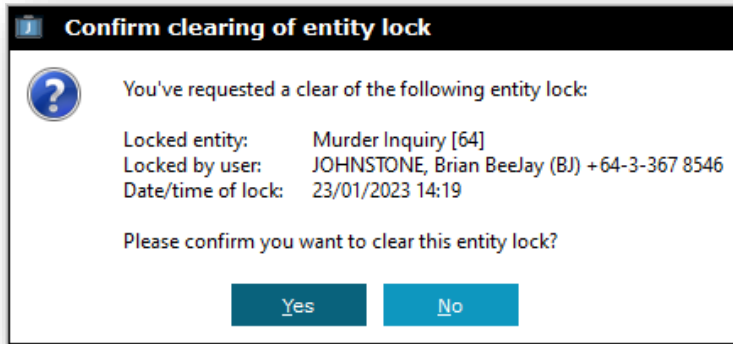 J Confirm clearing of entity lock
You've requested a clear of the following entity lock:
Locked entity: Murder Inquiry [64]
Locked by user: JOHNSTONE, Brian BeeJay (BJ) +64-3-367 8546
Date/time of lock: 23/01/2023 14:19
Please confirm you want to clear this entity lock?
Yes No